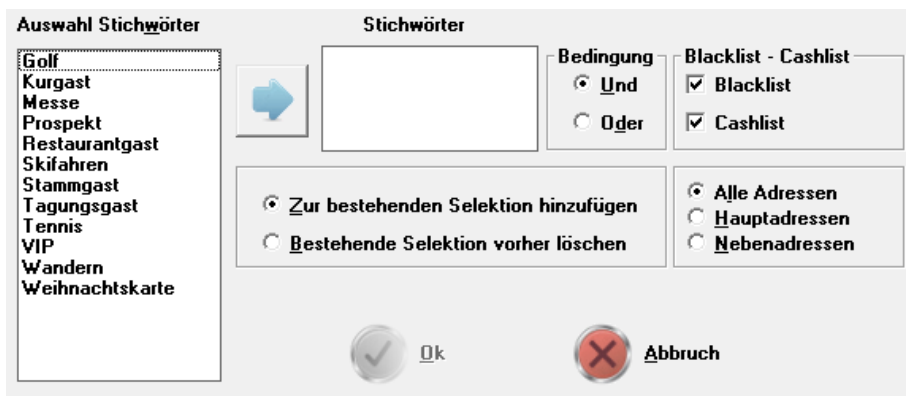 Auswahl Stichwörter
Golf
Kurgast
Messe
Prospekt
Restaurantgast
Skifahren
Stammgast
Tagungsgast
Tennis
VIP
Wandern
Weihnachtskarte
Stichwörter
Bedingung
Und
Oder
Blacklist - Cashlist
Blacklist
Cashlist
Zur bestehenden Selektion hinzufügen
Bestehende Selektion vorher löschen
Alle Adressen
Hauptadressen
Nebenadressen
Ok
Abbruch